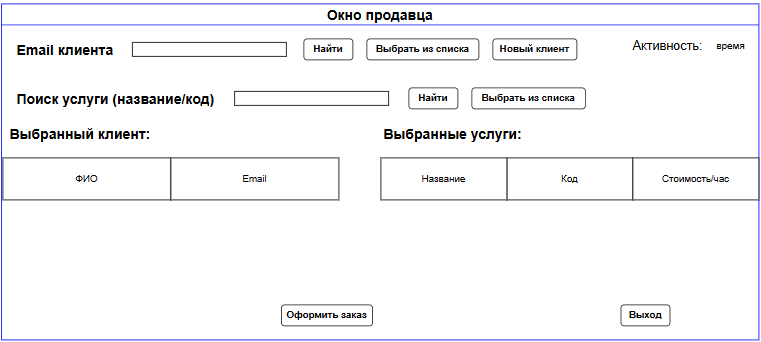 Окно продавца
Email клиента Найти Выбрать из списка Новый клиент Активность: время
Поиск услуги (название/код) Найти Выбрать из списка
Выбранный клиент: Выбранные услуги:
ФИО Email Название Код Стоимость/час
Оформить заказ Выход